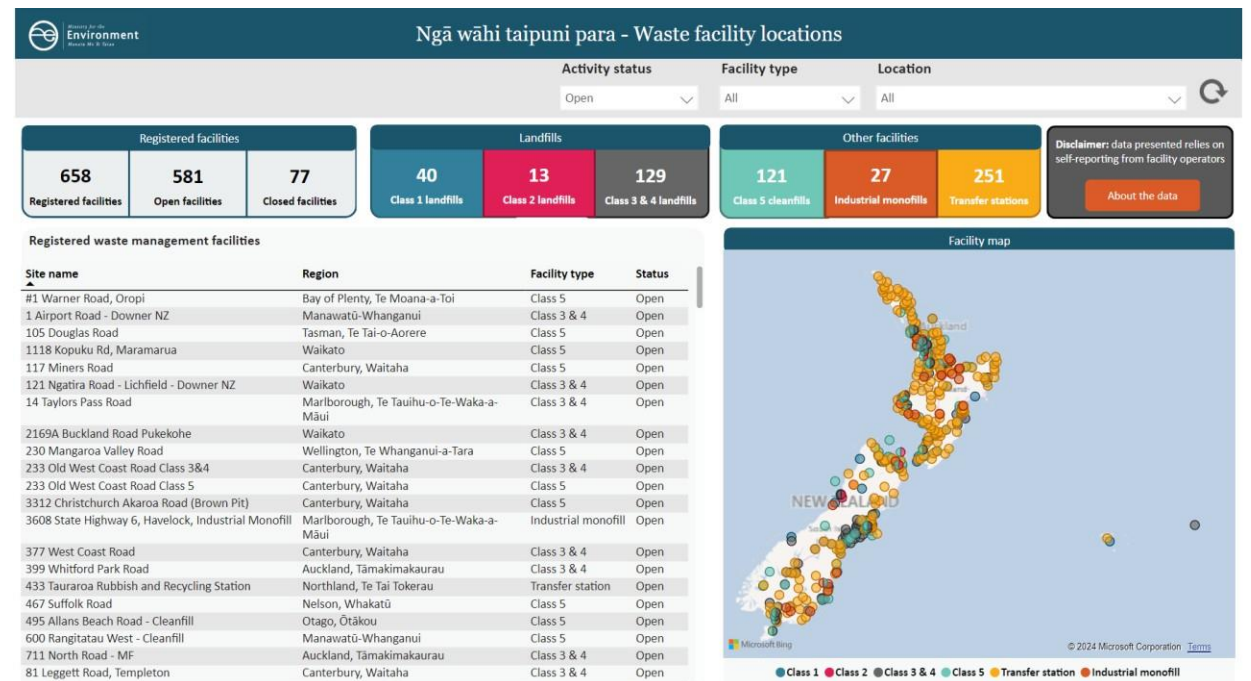 Ministry for the
Environment
Manatū Mō Te Taiao
Ngā wāhi taipuni para - Waste facility locations
Activity status
Facility type
Location
Open
All
All
Registered facilities
658
Registered facilities
581
Open facilities
77
Closed facilities
Landfills
40
Class 1 landfills
13
Class 2 landfills
129
Class 3 & 4 landfills
Other facilities
121
Class 5 cleanfills
27
Industrial monofills
251
Transfer stations
Disclaimer: data presented relies on
self-reporting from facility operators
About the data
Registered waste management facilities
Site name Region Facility type Status
#1 Warner Road, Oropi Bay of Plenty, Te Moana-a-Toi Class 5 Open
1 Airport Road - Downer NZ Manawatū-Whanganui Class 3 & 4 Open
105 Douglas Road Tasman, Te Tai-o-Aorere Class 5 Open
1118 Kopuku Rd, Maramarua Waikato Class 5 Open
117 Miners Road Canterbury, Waitaha Class 5 Open
121 Ngatira Road - Lichfield - Downer NZ Waikato Class 3 & 4 Open
14 Taylors Pass Road Marlborough, Te Tauihu-o-Te-Waka-a- Class 3 & 4 Open
Māui
2169A Buckland Road Pukekohe Waikato Class 3 & 4 Open
230 Mangaroa Valley Road Wellington, Te Whanganui-a-Tara Class 5 Open
233 Old West Coast Road Class 3&4 Canterbury, Waitaha Class 3 & 4 Open
233 Old West Coast Road Class 5 Canterbury, Waitaha Class 5 Open
3312 Christchurch Akaroa Road (Brown Pit) Canterbury, Waitaha Class 5 Open
3608 State Highway 6, Havelock, Industrial Monofill Marlborough, Te Tauihu-o-Te-Waka-a- Industrial monofill Open
Māui
377 West Coast Road Canterbury, Waitaha Class 3 & 4 Open
399 Whitford Park Road Auckland, Tāmakimakaurau Class 3 & 4 Open
433 Tauraroa Rubbish and Recycling Station Northland, Te Tai Tokerau Transfer station Open
467 Suffolk Road Nelson, Whakatū Class 5 Open
495 Allans Beach Road - Cleanfill Otago, Ōtākou Class 5 Open
600 Rangitatau West - Cleanfill Manawatū-Whanganui Class 5 Open
711 North Road - MF Auckland, Tāmakimakaurau Class 3 & 4 Open
81 Leggett Road, Templeton Canterbury, Waitaha Class 3 & 4 Open
Facility map
NEW ZEALAND
Microsoft Bing
© 2024 Microsoft Corporation Terms
Class 1 Class 2 Class 3 & 4 Class 5 Transfer station Industrial monofill